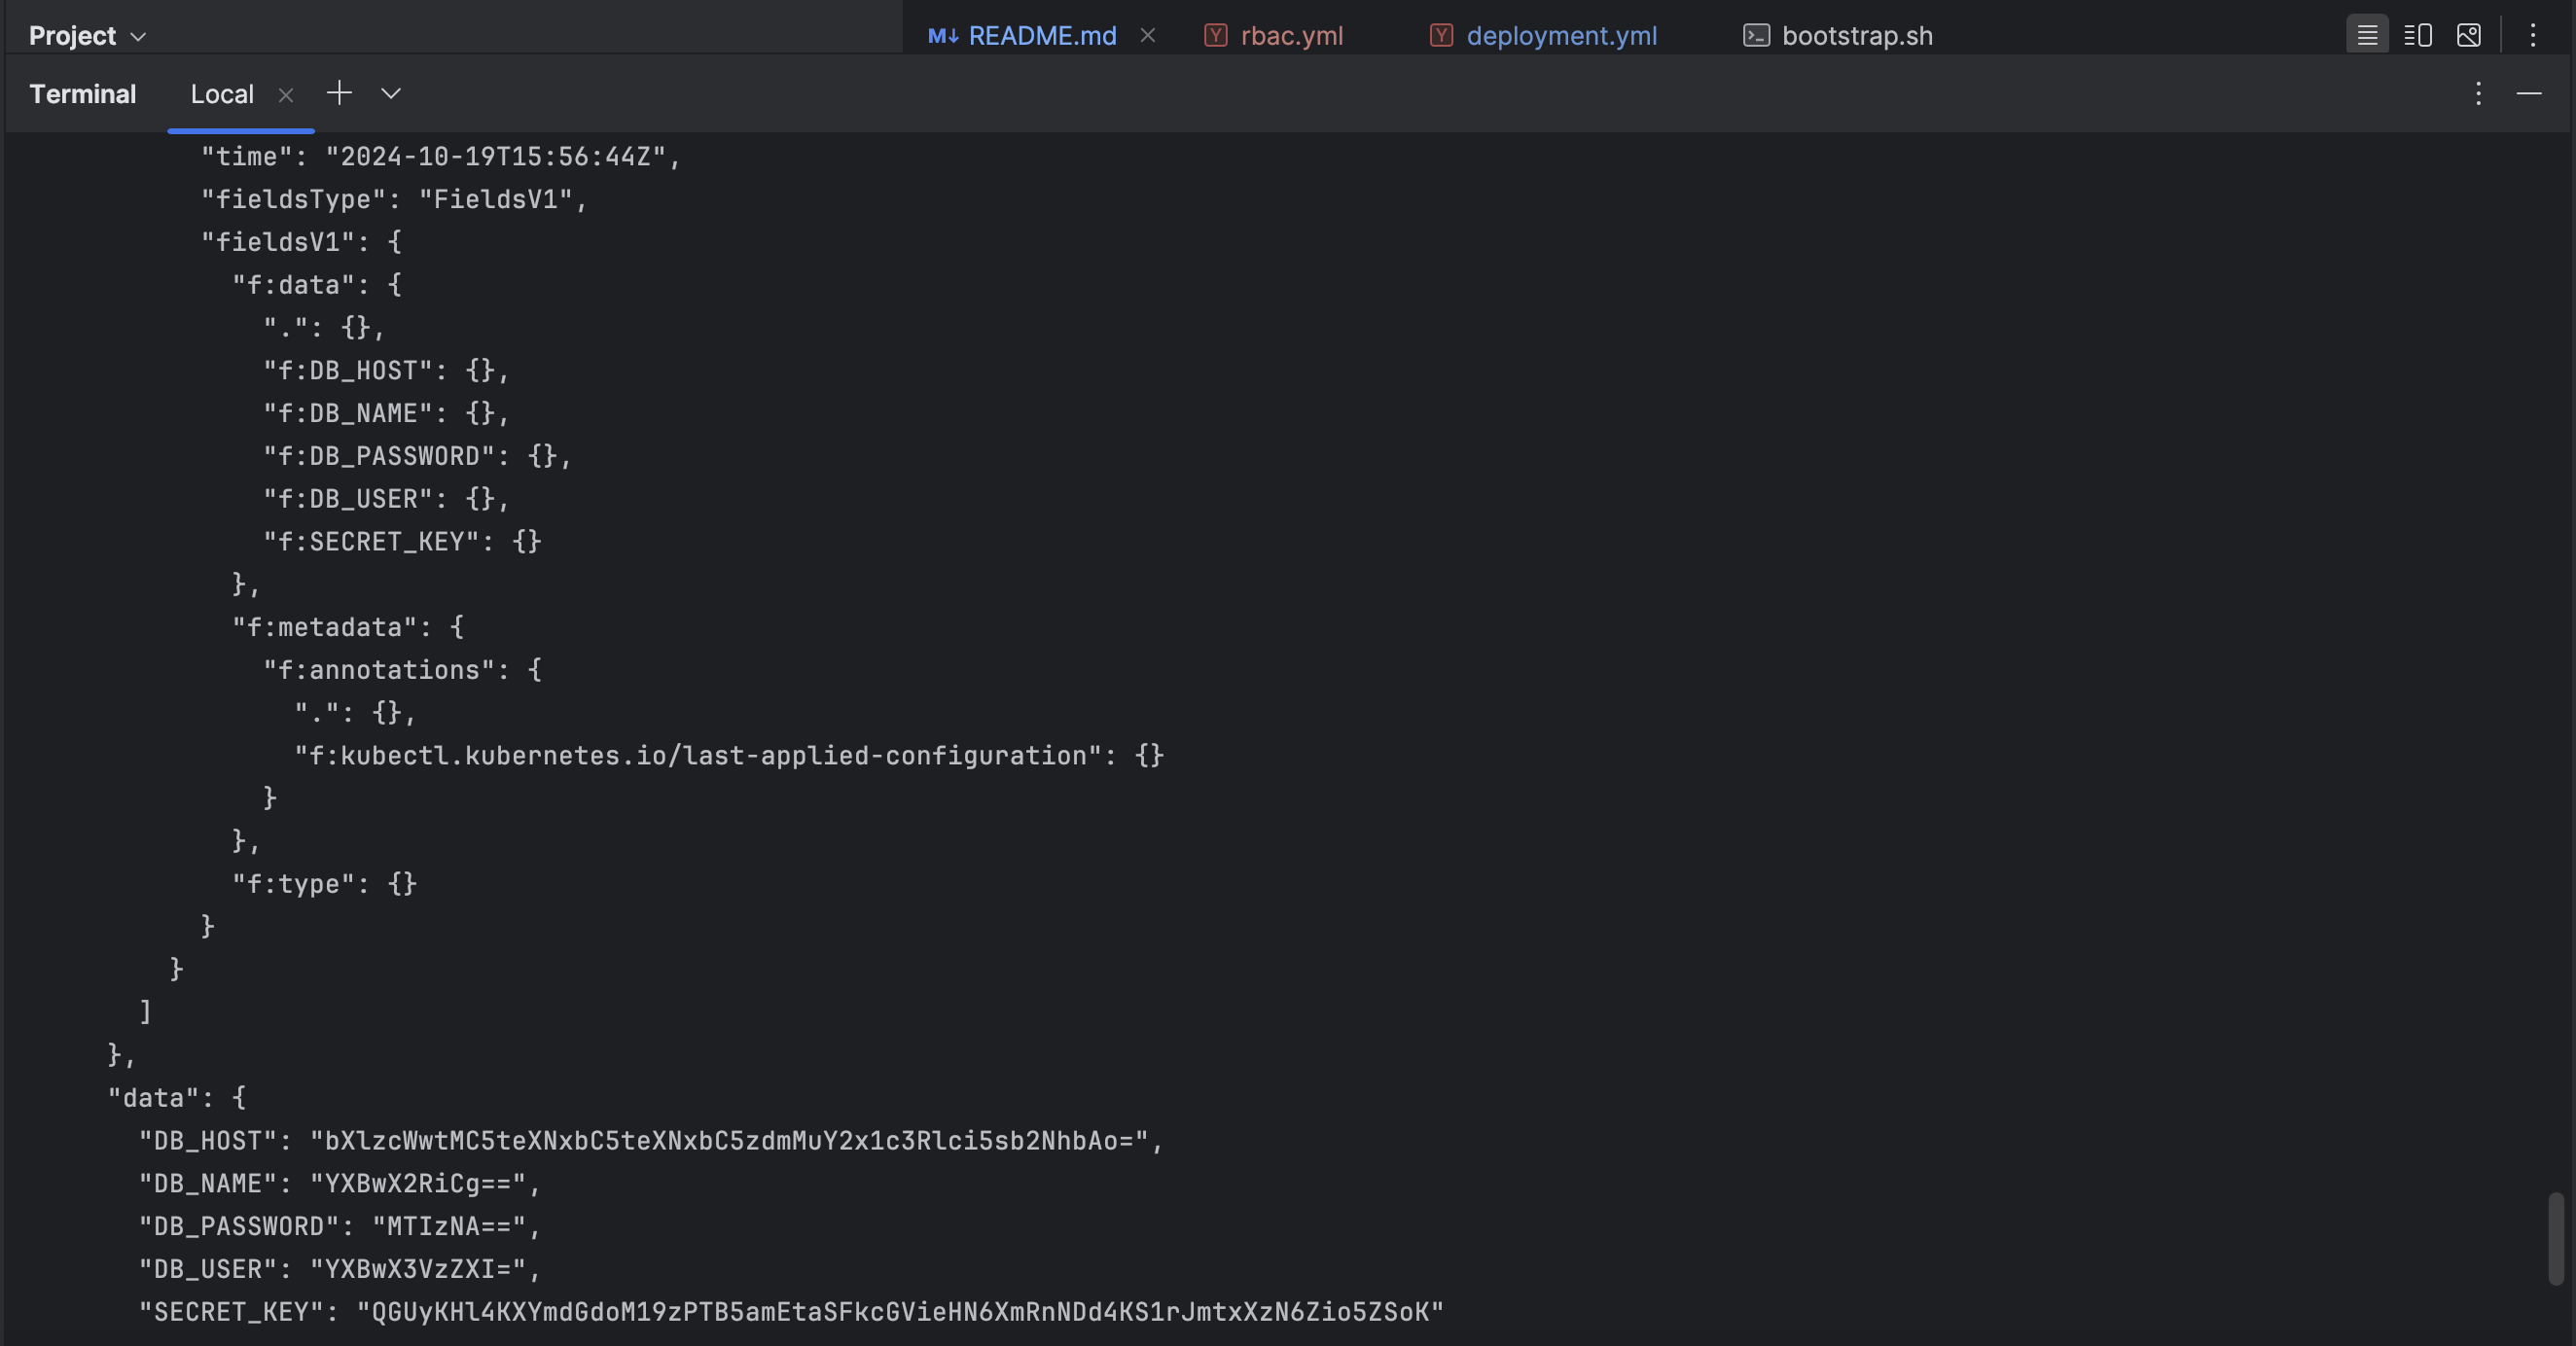 Project
README.md
rbac.yml
deployment.yml
bootstrap.sh
Terminal Local
"time": "2024-10-19T15:56:44Z",
"fieldsType": "FieldsV1",
"fieldsV1": {
"f:data": {
".": {},
"f:DB_HOST": {},
"f:DB_NAME": {},
"f:DB_PASSWORD": {},
"f:DB_USER": {},
"f:SECRET_KEY": {}
},
"f:metadata": {
"f:annotations": {
".": {},
"f:kubectl.kubernetes.io/last-applied-configuration": {}
}
},
"f:type": {}
}
}
]
},
"data": {
"DB_HOST": "bXlzcWwtMC5teXNxbC5teXNxbC5zdmMuY2x1c3Rlci5sb2NhbAo=",
"DB_NAME": "YXBwX2RiCg==",
"DB_PASSWORD": "MTIzNA==",
"DB_USER": "YXBwX3VzZXI=",
"SECRET_KEY": "QGUyKHl4KXYmdGdoM19zPTB5amEtaSFkcGVieHN6XmRnNDd4KS1rJmtxXzN6Zio5ZSoK"